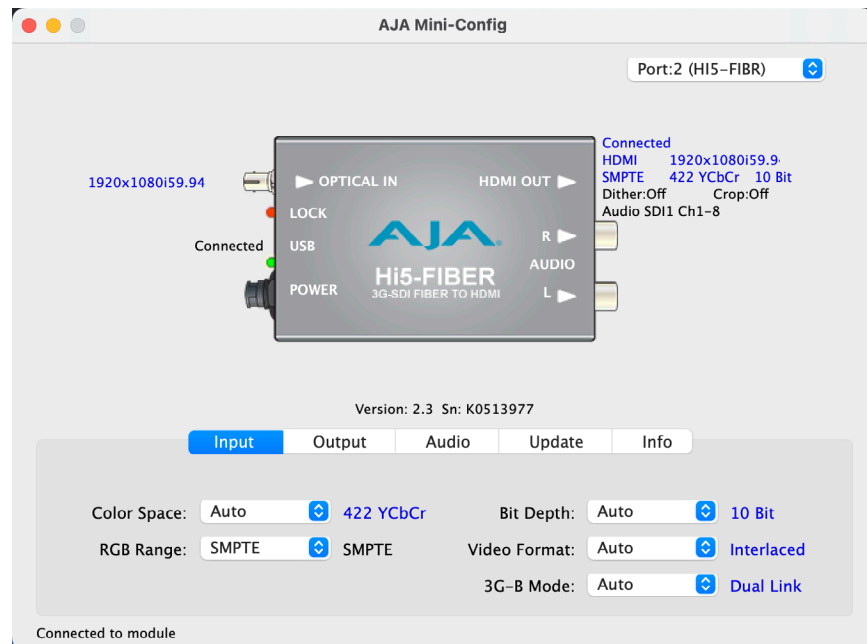 AJA Mini-Config
Port:2 (HI5-FIBR)
Connected
HDMI 1920x1080i59.9
SMPTE 422 YCbCr 10 Bit
Dither:Off Crop:Off
Audio SDI1 Ch1-8
1920x1080i59.94
OPTICAL IN
HDMI OUT
LOCK
Connected
USB
AJA
R
AUDIO
Hi5-FIBER
3G-SDI FIBER TO HDMI
POWER
L
Version: 2.3 Sn: K0513977
Input Output Audio Update Info
Color Space: Auto 422 YCbCr Bit Depth: Auto 10 Bit
RGB Range: SMPTE SMPTE Video Format: Auto Interlaced
3G-B Mode: Auto Dual Link
Connected to module